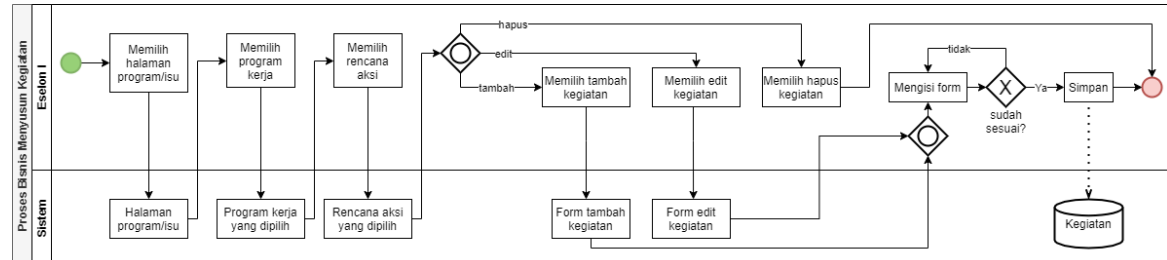 Proses Bisnis Menyusun Kegiatan
Eselon I
Memilih
halaman
program/isu
Memilih
program
kerja
Memilih
rencana
aksi
hapus
edit
tambah
Memilih tambah
kegiatan
Memilih edit
kegiatan
Memilih hapus
kegiatan
tidak
Mengisi form
X
sudah
sesuai?
Ya
Simpan
Sistem
Halaman
program/isu
Program kerja
yang dipilih
Rencana aksi
yang dipilih
Form tambah
kegiatan
Form edit
kegiatan
Kegiatan